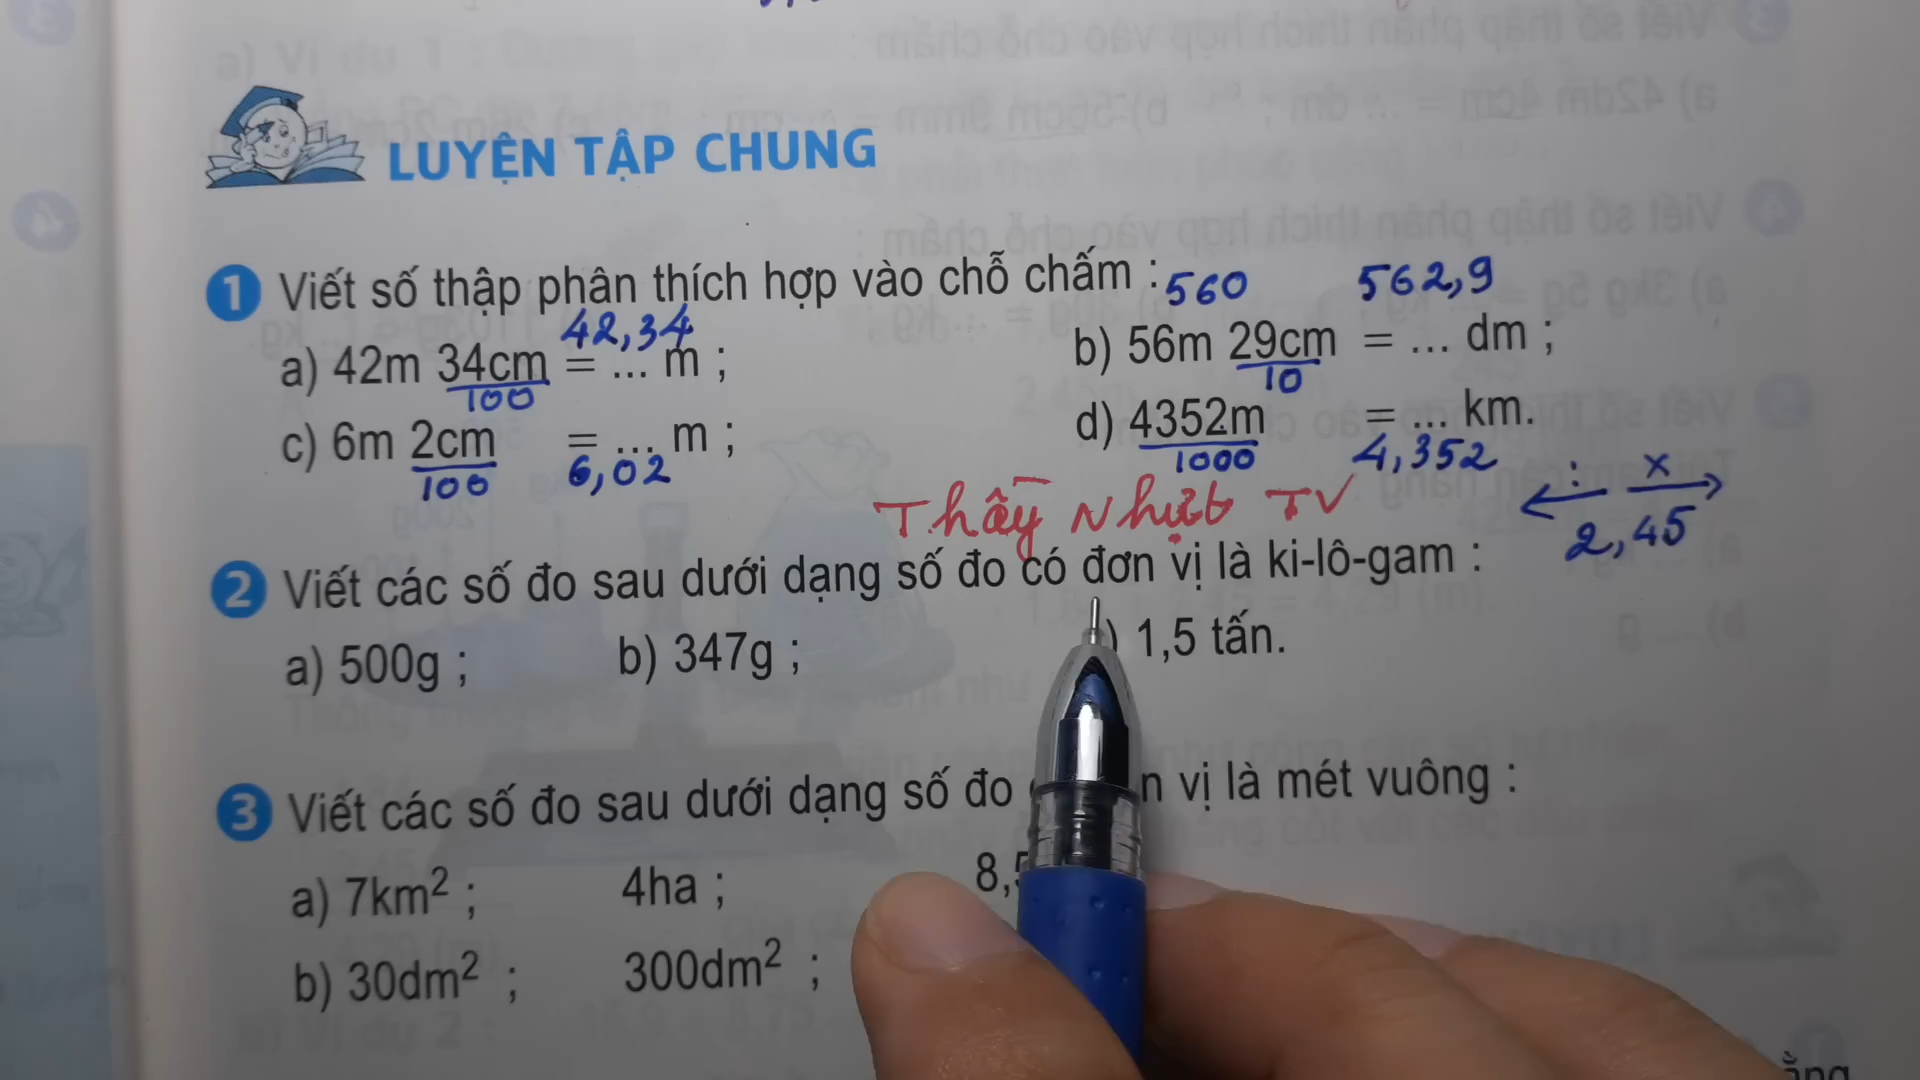 LUYỆN TẬP CHUNG
1 Viết số thập phân thích hợp vào chỗ chấm :
560 562,9
42,34
a) 42m 34cm = ... m ; b) 56m 29cm = ... dm ;
100 10
c) 6m 2cm = ... m ; d) 4352m = ... km.
100 6,02 1000 4,352
: x
Thầy Nhựt TV
2,45
2 Viết các số đo sau dưới dạng số đo có đơn vị là ki-lô-gam :
a) 500g ; b) 347g ; ) 1,5 tấn.
3 Viết các số đo sau dưới dạng số đo vị là mét vuông :
a) 7km² ; 4ha ; 8,5
b) 30dm² ; 300dm² ;